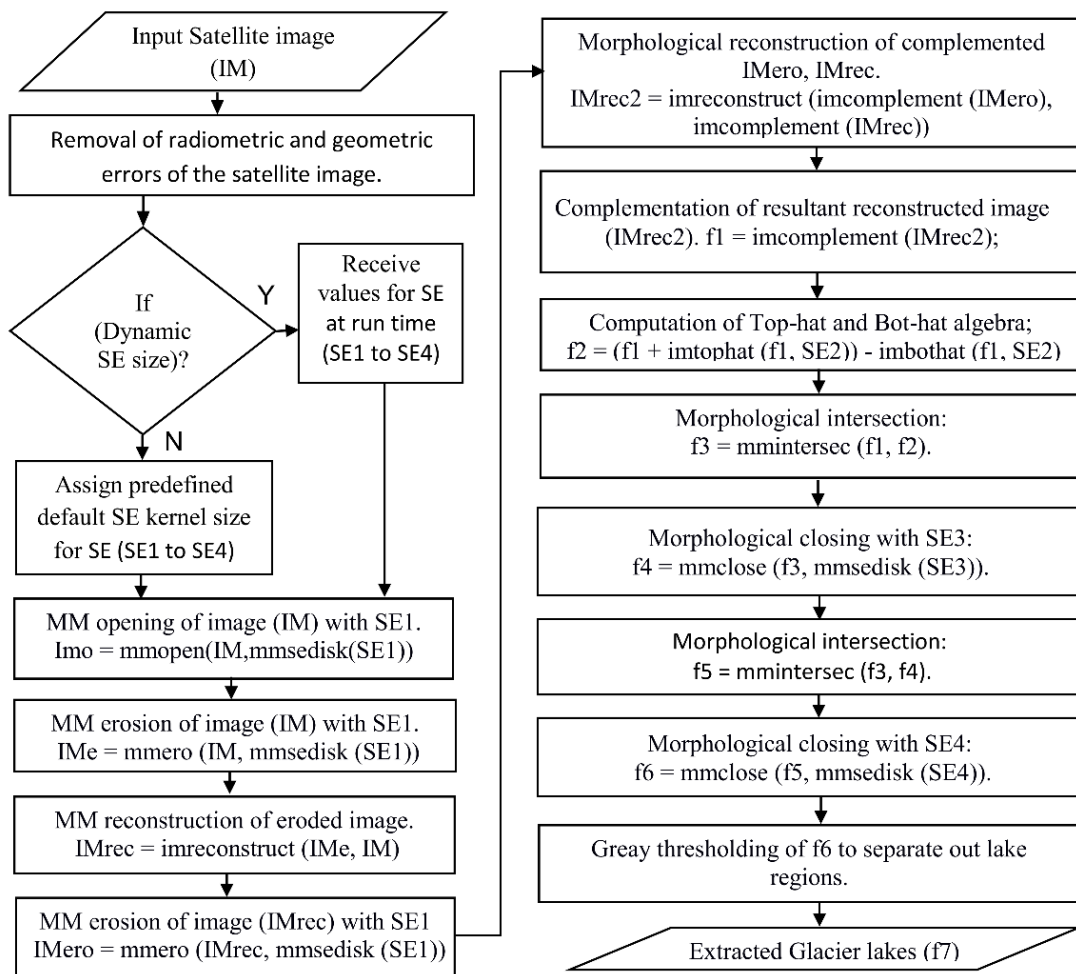 Input Satellite image
(IM)
Removal of radiometric and geometric
errors of the satellite image.
If
(Dynamic
SE size)?
Y
N
Receive
values for SE
at run time
(SE1 to SE4)
Assign predefined
default SE kernel size
for SE (SE1 to SE4)
MM opening of image (IM) with SE1.
Imo = mmopen(IM,mmsedisk(SE1))
MM erosion of image (IM) with SE1.
IMe = mmero (IM, mmsedisk (SE1))
MM reconstruction of eroded image.
IMrec = imreconstruct (IMe, IM)
MM erosion of image (IMrec) with SE1
IMero = mmero (IMrec, mmsedisk (SE1))
Morphological reconstruction of complemented
IMero, IMrec.
IMrec2 = imreconstruct (imcomplement (IMero),
imcomplement (IMrec))
Complementation of resultant reconstructed image
(IMrec2). f1 = imcomplement (IMrec2);
Computation of Top-hat and Bot-hat algebra;
f2 = (f1 + imtophat (f1, SE2)) - imbothat (f1, SE2)
Morphological intersection:
f3 = mmintersec (f1, f2).
Morphological closing with SE3:
f4 = mmclose (f3, mmsedisk (SE3)).
Morphological intersection:
f5 = mmintersec (f3, f4).
Morphological closing with SE4:
f6 = mmclose (f5, mmsedisk (SE4)).
Greay thresholding of f6 to separate out lake
regions.
Extracted Glacier lakes (f7)